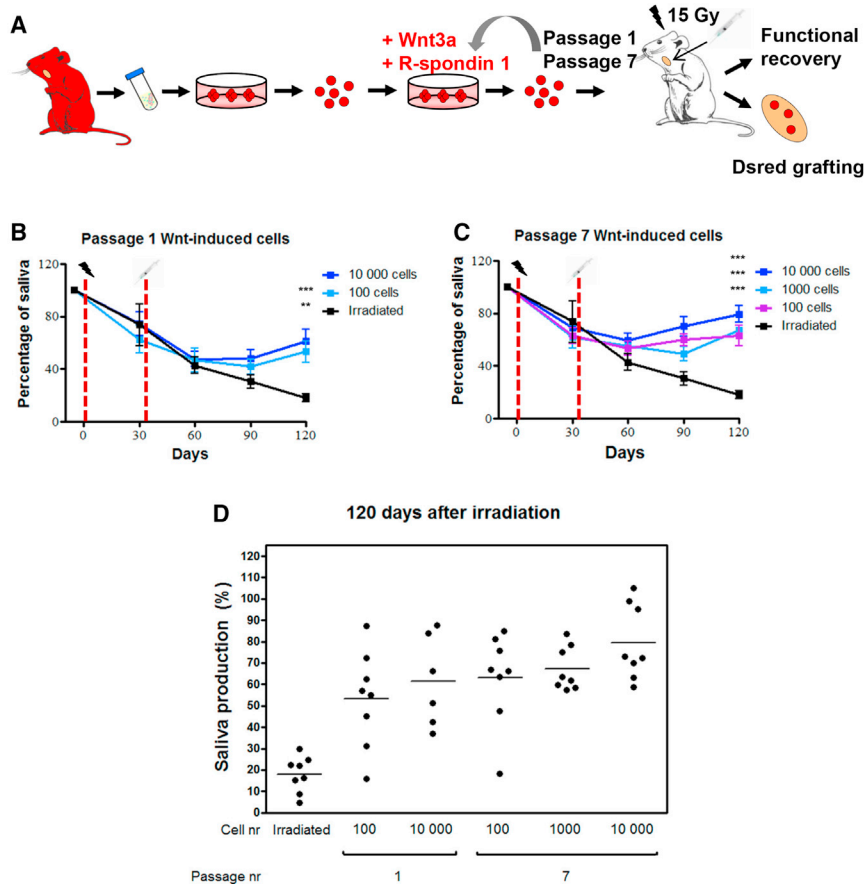 A
+ Wnt3a
+ R-spondin 1
Passage 1
Passage 7
15 Gy
Functional
recovery
Dsred grafting
B
Passage 1 Wnt-induced cells
Percentage of saliva
120
80
40
0
0 30 60 90 120
Days
***
**
10 000 cells
100 cells
Irradiated
C
Passage 7 Wnt-induced cells
Percentage of saliva
120
80
40
0
0 30 60 90 120
Days
***
***
***
10 000 cells
1000 cells
100 cells
Irradiated
D
120 days after irradiation
Saliva production (%)
120
110
100
90
80
70
60
50
40
30
20
10
0
Cell nr Irradiated 100 10 000 100 1000 10 000
Passage nr 1 7